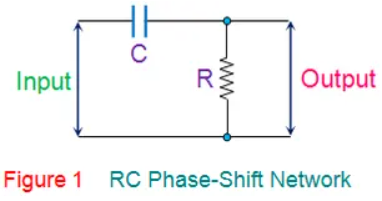 C
Input
R
Output
Figure 1 RC Phase-Shift Network